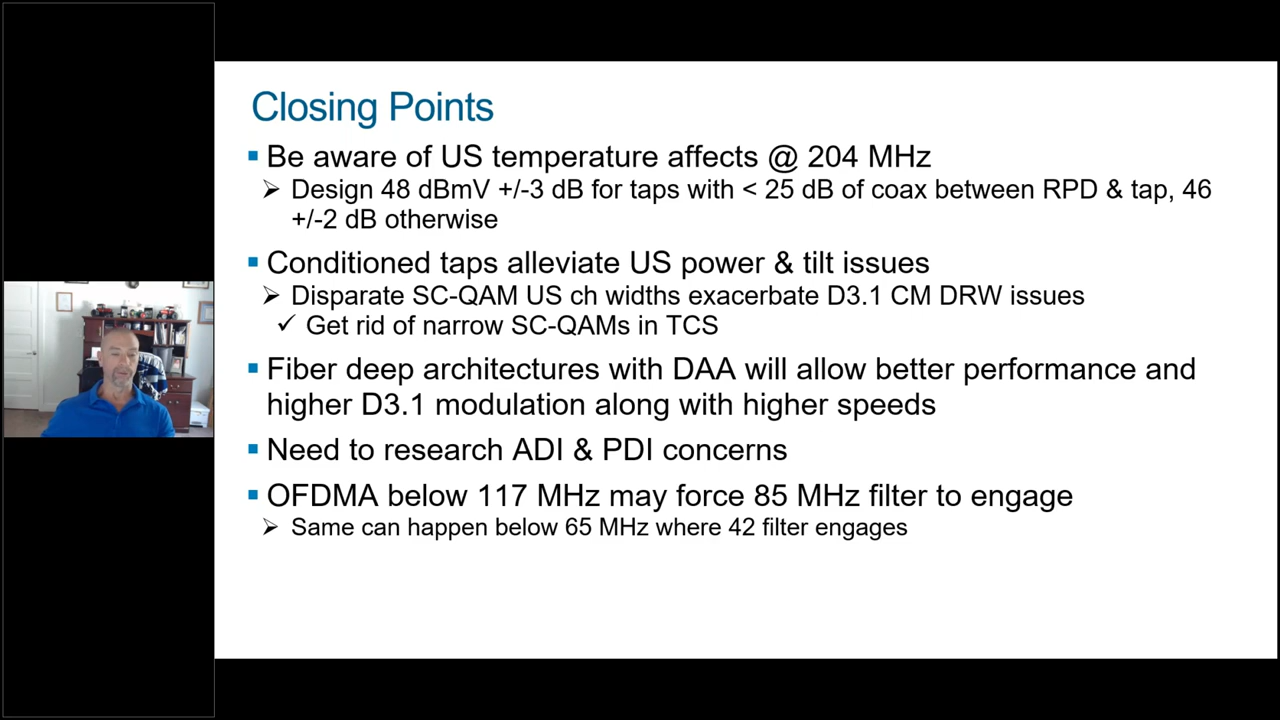 Closing Points
Be aware of US temperature affects @ 204 MHz
Design 48 dBmV +/-3 dB for taps with < 25 dB of coax between RPD & tap, 46
+/-2 dB otherwise
Conditioned taps alleviate US power & tilt issues
Disparate SC-QAM US ch widths exacerbate D3.1 CM DRW issues
Get rid of narrow SC-QAMs in TCS
Fiber deep architectures with DAA will allow better performance and
higher D3.1 modulation along with higher speeds
Need to research ADI & PDI concerns
OFDMA below 117 MHz may force 85 MHz filter to engage
Same can happen below 65 MHz where 42 filter engages